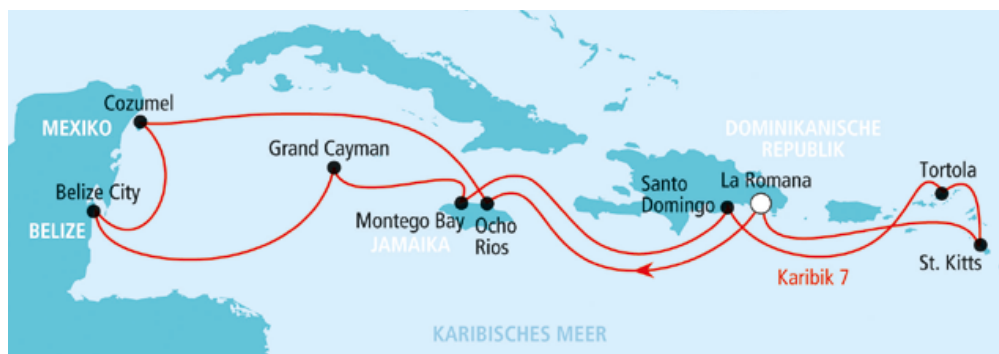 Cozumel
MEXIKO
DOMINIKANISCHE
REPUBLIK
Grand Cayman
Tortola
Belize City
Santo
Domingo
La Romana
BELIZE
Montego Bay
Ocho
Rios
JAMAIKA
St. Kitts
Karibik 7
KARIBISCHES MEER